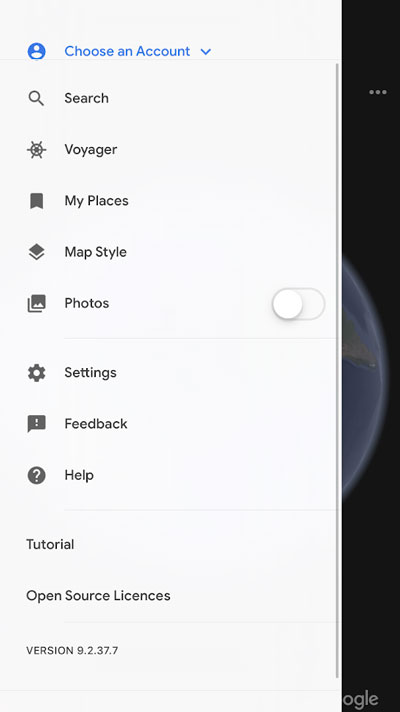 Choose an Account
Search
Voyager
My Places
Map Style
Photos
Settings
Feedback
Help
Tutorial
Open Source Licences
VERSION 9.2.37.7
ogle